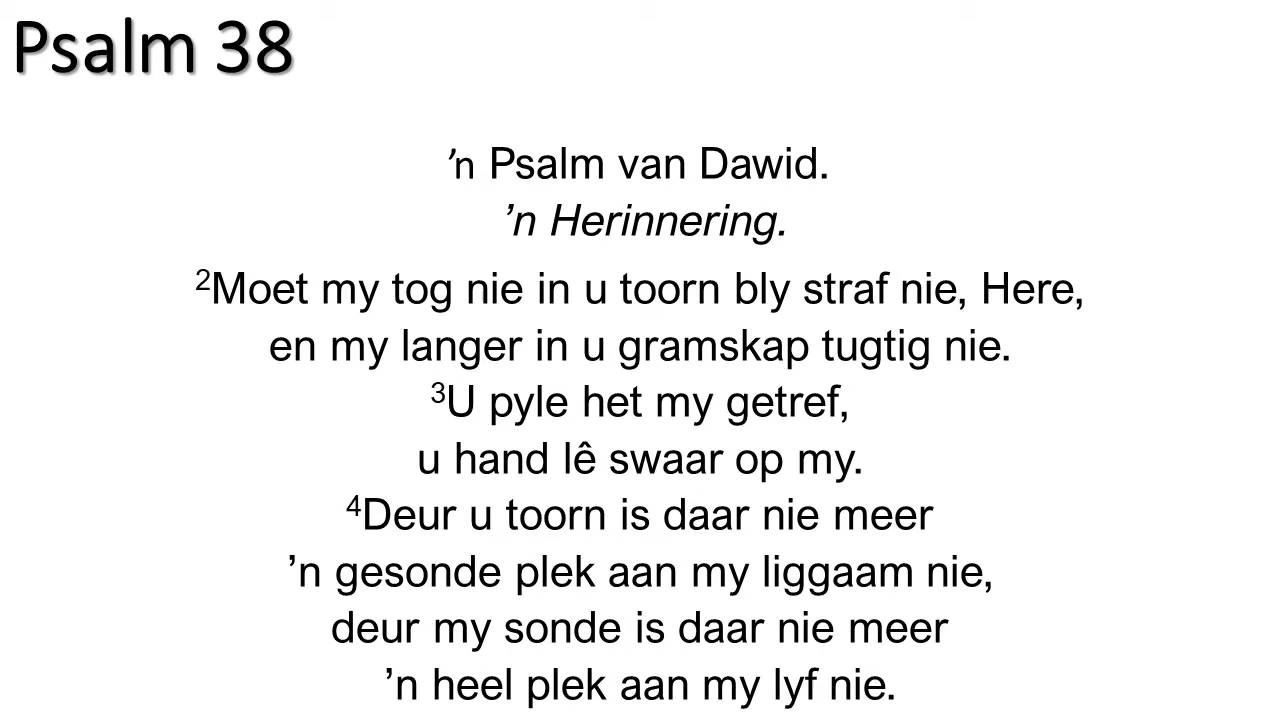 Psalm 38
’n Psalm van Dawid.
’n Herinnering.
²Moet my tog nie in u toorn bly straf nie, Here,
en my langer in u gramskap tugtig nie.
³U pyle het my getref,
u hand lê swaar op my.
⁴Deur u toorn is daar nie meer
’n gesonde plek aan my liggaam nie,
deur my sonde is daar nie meer
’n heel plek aan my lyf nie.